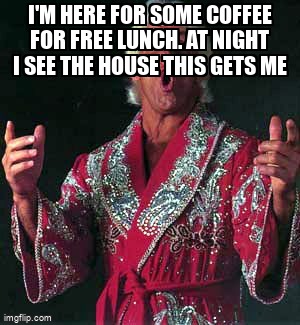 I'M HERE FOR SOME COFFEE
FOR FREE LUNCH. AT NIGHT
I SEE THE HOUSE THIS GETS ME
imgflip.com